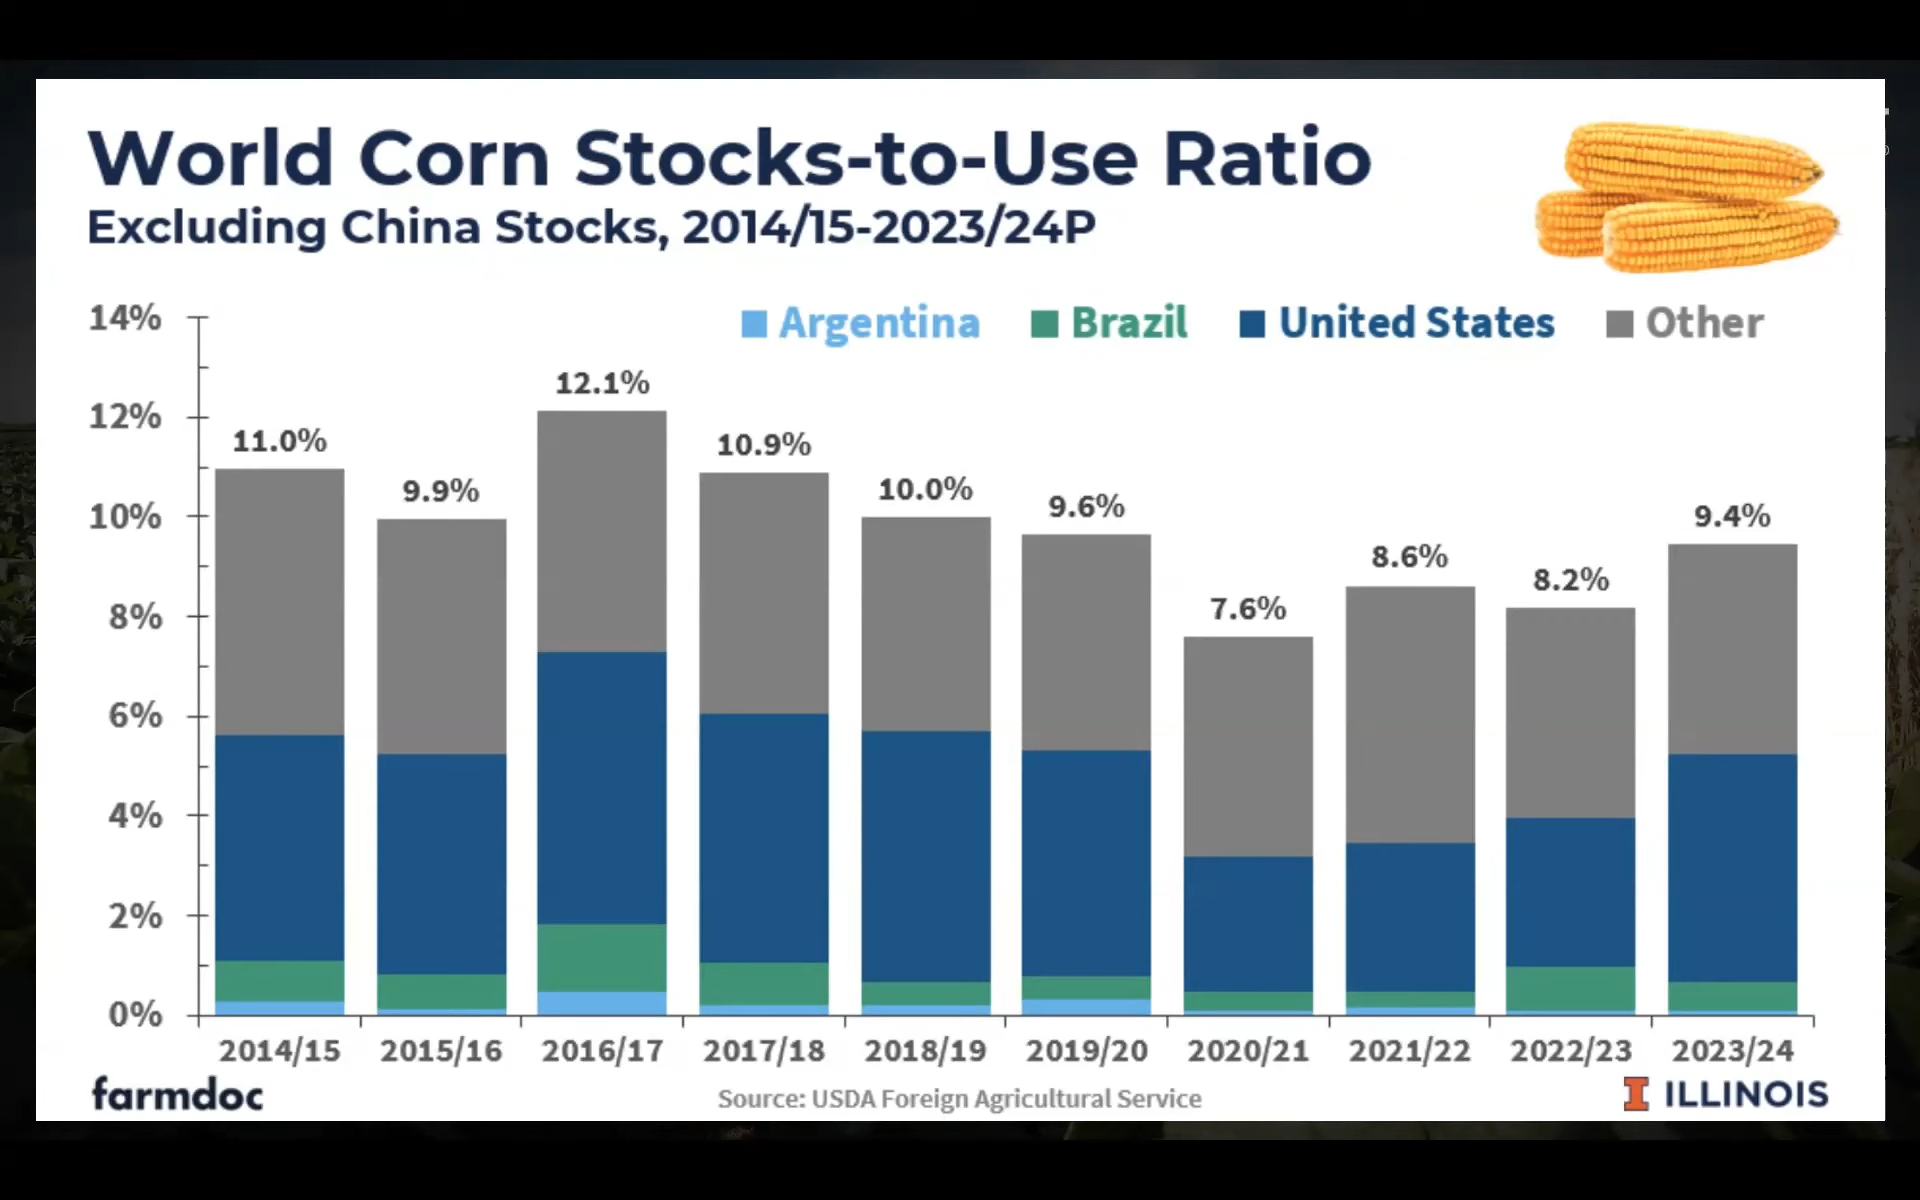 World Corn Stocks-to-Use Ratio
Excluding China Stocks, 2014/15-2023/24P
Argentina Brazil United States Other
14%
12%
10%
8%
6%
4%
2%
0%
11.0%
9.9%
12.1%
10.9%
10.0%
9.6%
7.6%
8.6%
8.2%
9.4%
2014/15 2015/16 2016/17 2017/18 2018/19 2019/20 2020/21 2021/22 2022/23 2023/24
farmdoc
Source: USDA Foreign Agricultural Service
I ILLINOIS